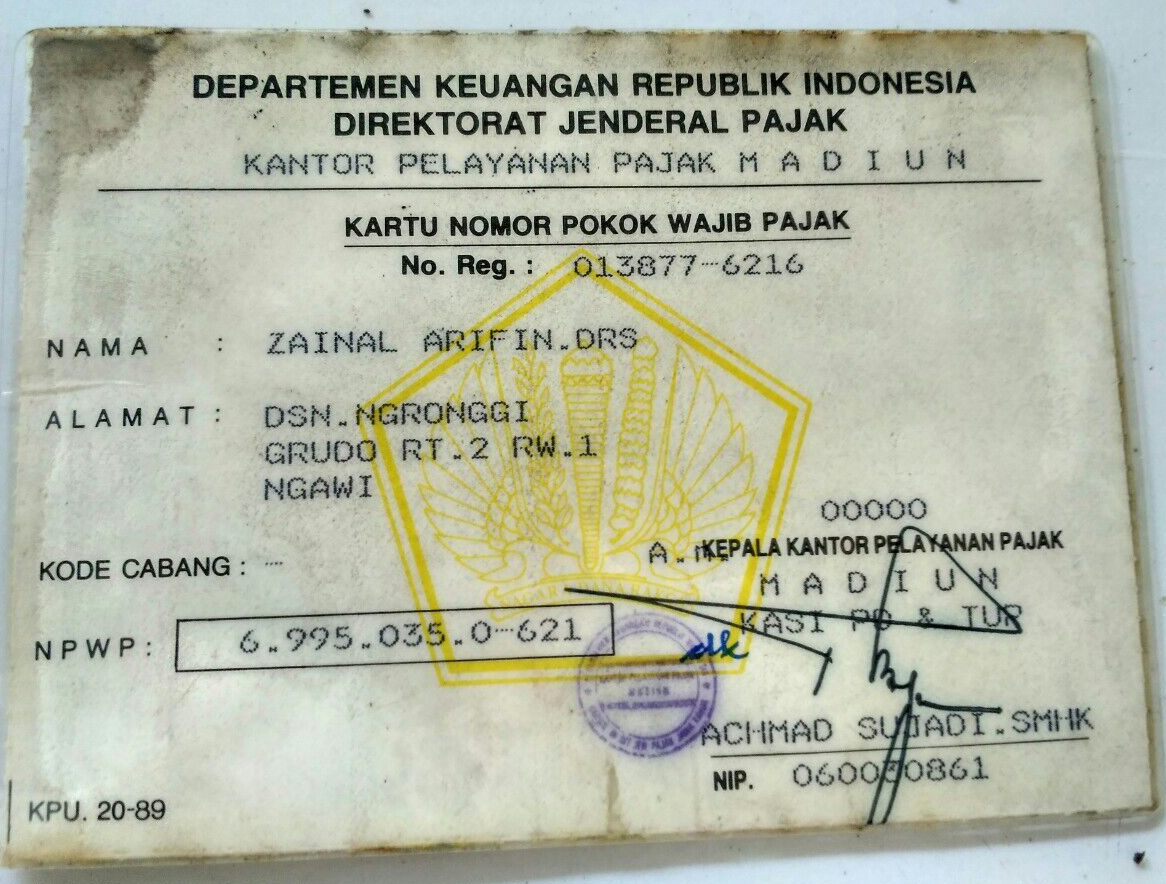 DEPARTEMEN KEUANGAN REPUBLIK INDONESIA
DIREKTORAT JENDERAL PAJAK
KANTOR PELAYANAN PAJAK M A D I U N
KARTU NOMOR POKOK WAJIB PAJAK
No. Reg. : 013877-6216
NAMA : ZAINAL ARIFIN.DRS
ALAMAT : DSN.NGRONGGI
GRUDO RT.2 RW.1
NGAWI
00000
KODE CABANG : --
A.n. KEPALA KANTOR PELAYANAN PAJAK
M A D I U N
KASI PD & TUR
NPWP : 6.995.035.0-621
ACHMAD SUJADI.SMHK
NIP.
KPU. 20-89